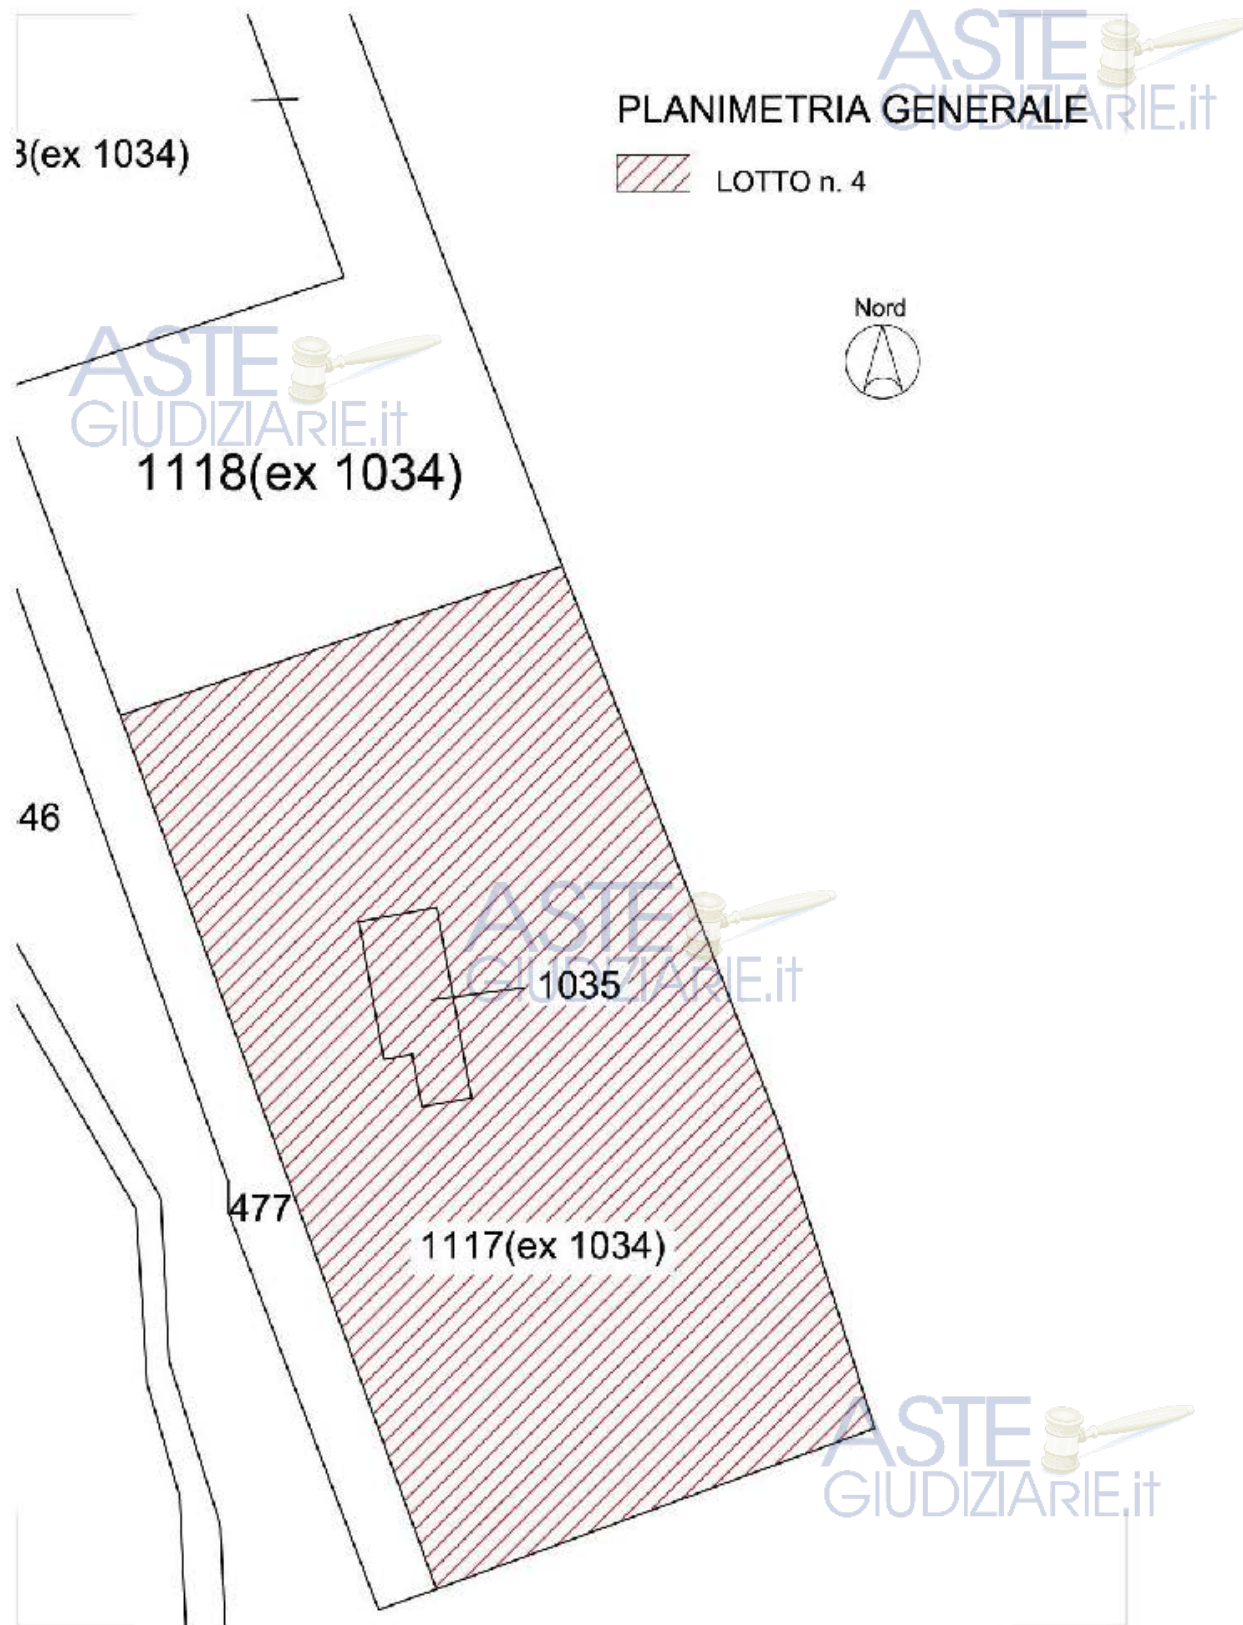 ASTE
GIUDIZIARIE.it
PLANIMETRIA GENERALE
(ex 1034)
LOTTO n. 4
Nord
ASTE
GIUDIZIARIE.it
1118(ex 1034)
46
ASTE
GIUDIZIARIE.it
1035
477
1117(ex 1034)
ASTE
GIUDIZIARIE.it